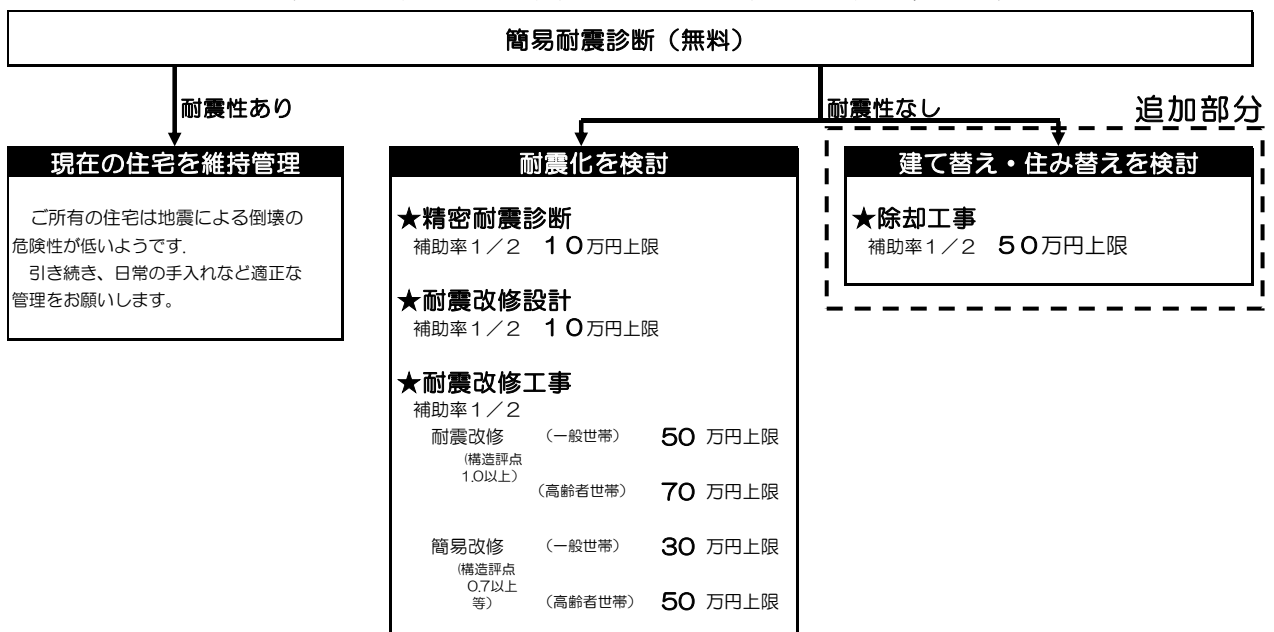 簡易耐震診断（無料）
耐震性あり
耐震性なし
追加部分
現在の住宅を維持管理
ご所有の住宅は地震による倒壊の
危険性が低いようです.
引き続き、日常の手入れなど適正な
管理をお願いします。
耐震化を検討
★精密耐震診断
補助率１／２ １０万円上限
★耐震改修設計
補助率１／２ １０万円上限
★耐震改修工事
補助率１／２
耐震改修 （一般世帯） ５０ 万円上限
（構造評点
1.0以上）
（高齢者世帯） ７０ 万円上限
簡易改修 （一般世帯） ３０ 万円上限
（構造評点
0.7以上
等） （高齢者世帯） ５０ 万円上限
建て替え・住み替えを検討
★除却工事
補助率１／２ ５０万円上限